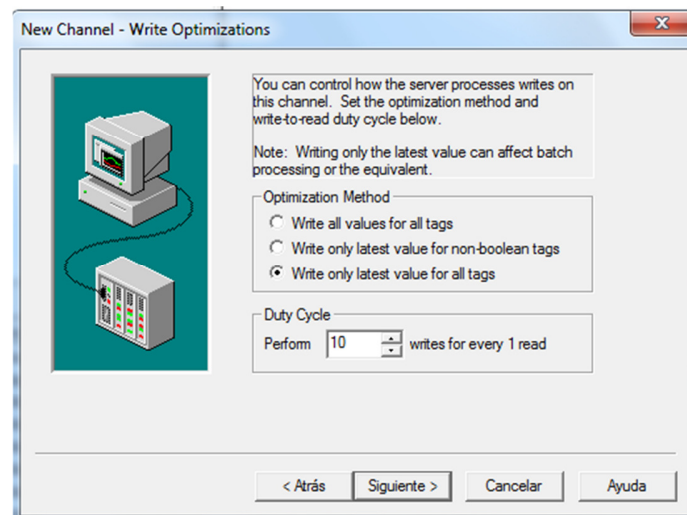 New Channel - Write Optimizations
You can control how the server processes writes on
this channel.  Set the optimization method and
write-to-read duty cycle below.
Note:  Writing only the latest value can affect batch
processing or the equivalent.
Optimization Method
Write all values for all tags
Write only latest value for non-boolean tags
Write only latest value for all tags
Duty Cycle
Perform 10 writes for every 1 read
< Atrás Siguiente > Cancelar Ayuda